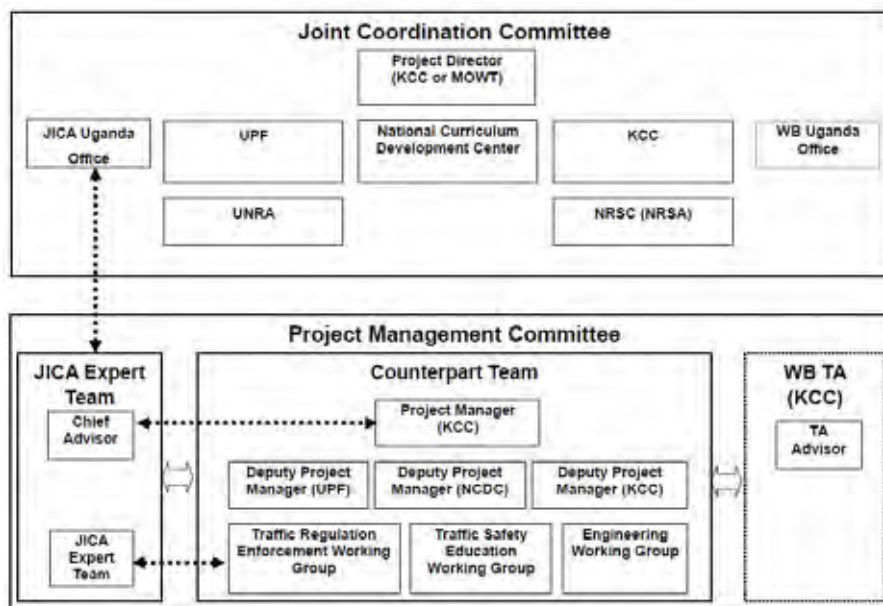 Joint Coordination Committee
Project Director
(KCC or MOWT)
JICA Uganda
Office
UPF
National Curriculum
Development Center
KCC
WB Uganda
Office
UNRA
NRSC (NRSA)
Project Management Committee
JICA Expert
Team
Chief
Advisor
JICA
Expert
Team
Counterpart Team
Project Manager
(KCC)
Deputy Project
Manager (UPF)
Deputy Project
Manager (NCDC)
Deputy Project
Manager (KCC)
Traffic Regulation
Enforcement Working
Group
Traffic Safety
Education
Working Group
Engineering
Working Group
WB TA
(KCC)
TA
Advisor